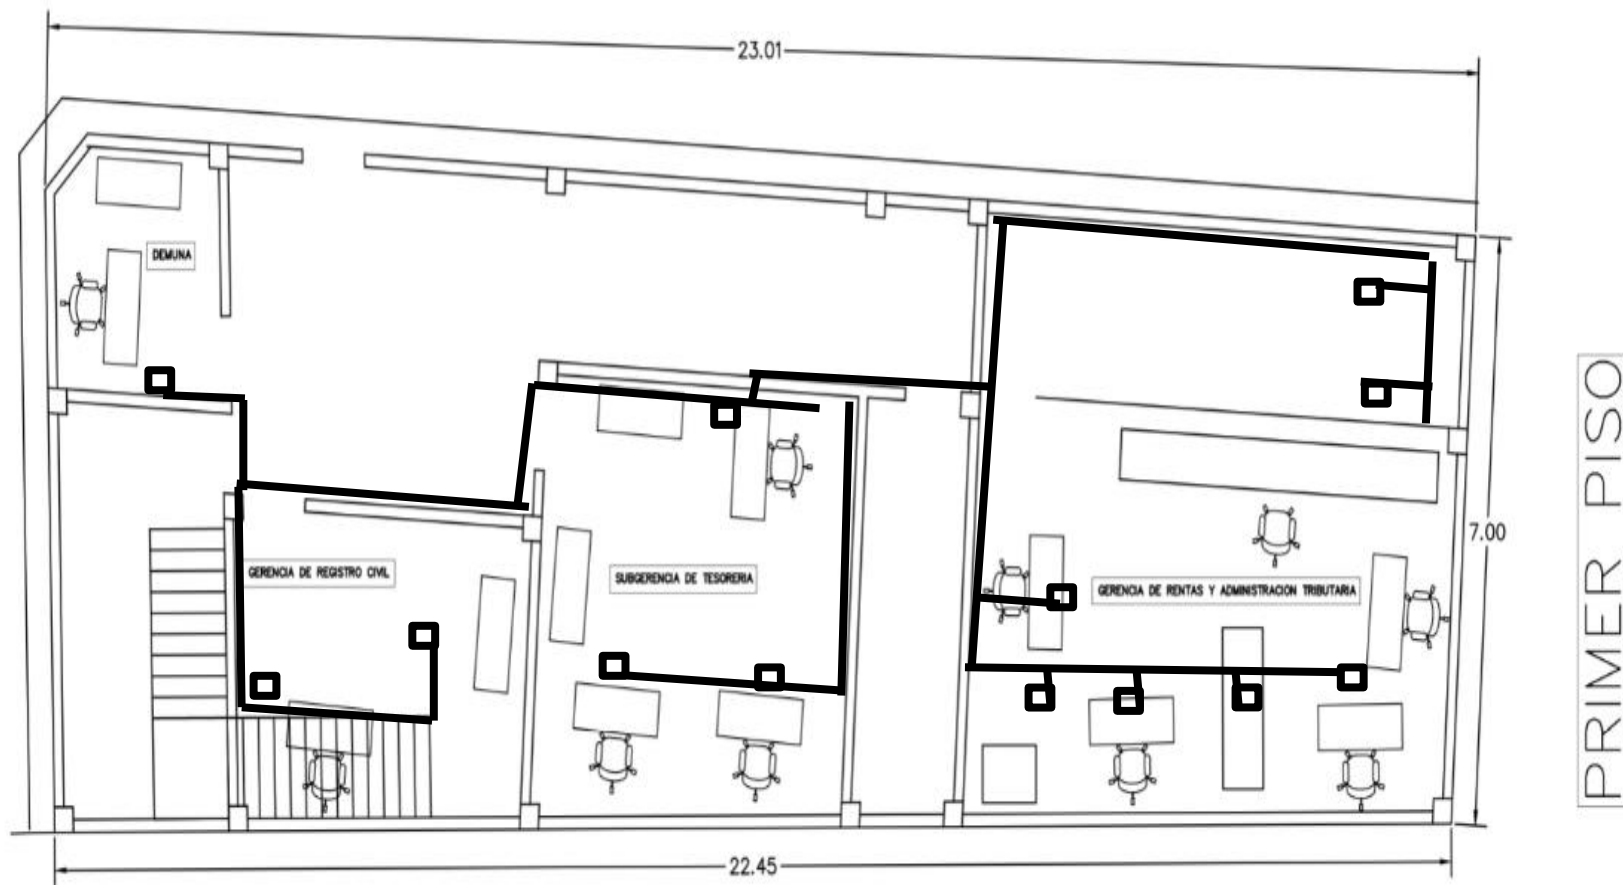 23.01
DEMUNA
GERENCIA DE REGISTRO CIVIL
SUBGERENCIA DE TESORERIA
GERENCIA DE RENTAS Y ADMINISTRACION TRIBUTARIA
7.00
22.45
PRIMER PISO